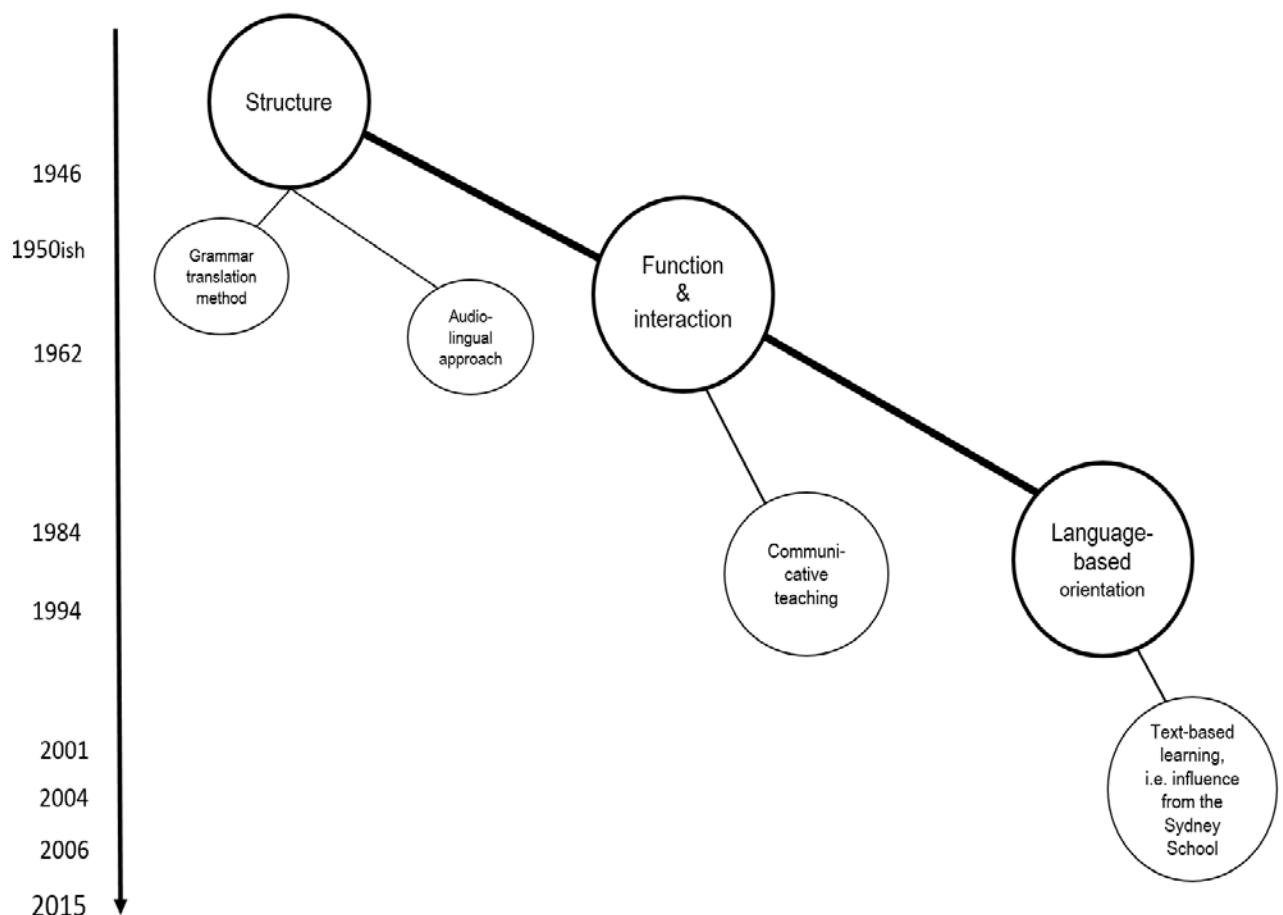 Structure
1946
1950ish
Grammar
translation
method
Function
&
interaction
Audio-
lingual
approach
1962
1984
1994
Communi-
cative
teaching
Language-
based
orientation
2001
2004
2006
2015
Text-based
learning,
i.e. influence
from the
Sydney
School